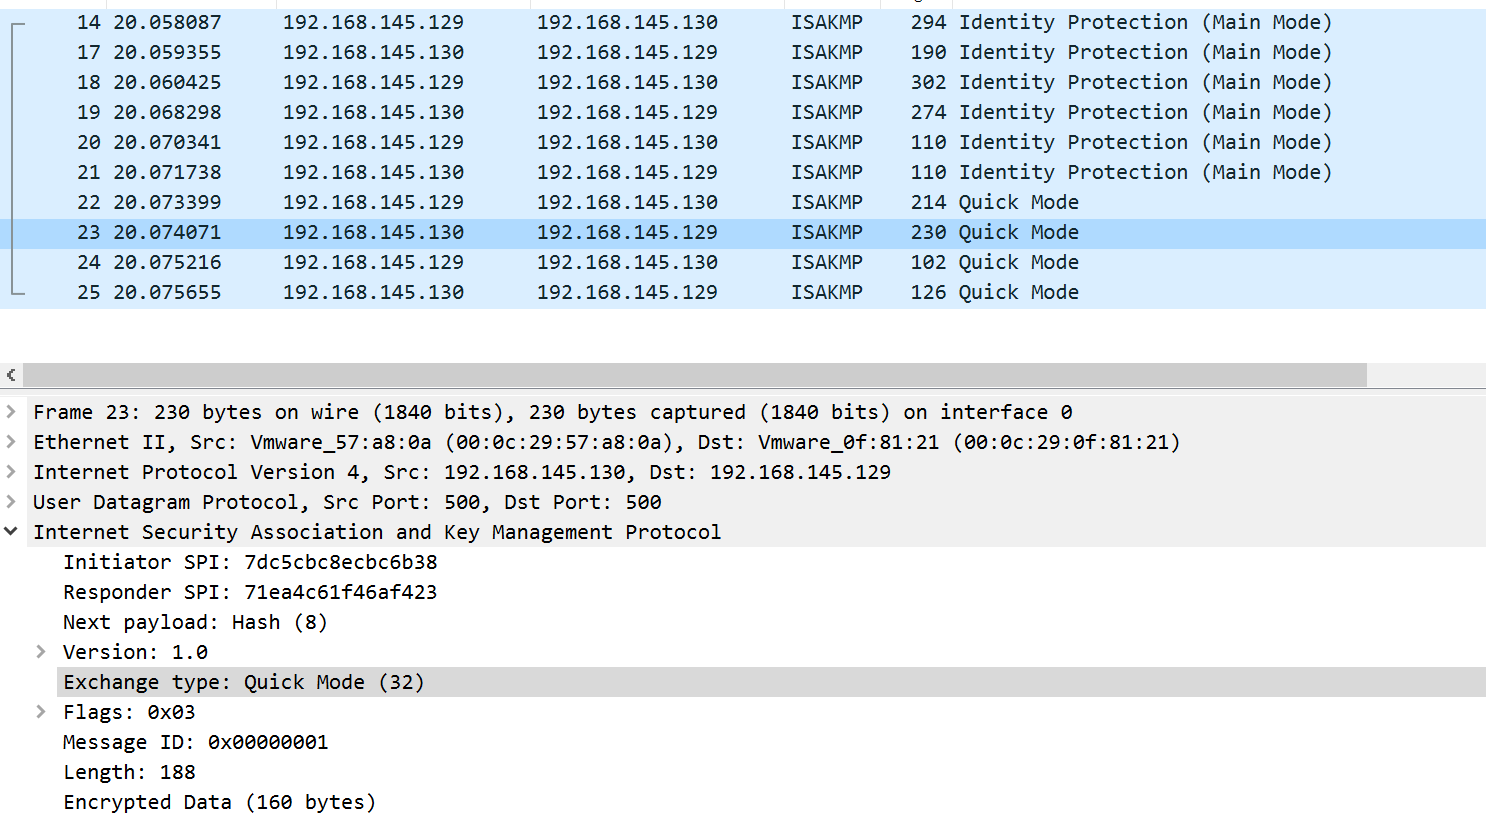 14 20.058087 192.168.145.129 192.168.145.130 ISAKMP 294 Identity Protection (Main Mode)
17 20.059355 192.168.145.130 192.168.145.129 ISAKMP 190 Identity Protection (Main Mode)
18 20.060425 192.168.145.129 192.168.145.130 ISAKMP 302 Identity Protection (Main Mode)
19 20.068298 192.168.145.130 192.168.145.129 ISAKMP 274 Identity Protection (Main Mode)
20 20.070341 192.168.145.129 192.168.145.130 ISAKMP 110 Identity Protection (Main Mode)
21 20.071738 192.168.145.130 192.168.145.129 ISAKMP 110 Identity Protection (Main Mode)
22 20.073399 192.168.145.129 192.168.145.130 ISAKMP 214 Quick Mode
23 20.074071 192.168.145.130 192.168.145.129 ISAKMP 230 Quick Mode
24 20.075216 192.168.145.129 192.168.145.130 ISAKMP 102 Quick Mode
25 20.075655 192.168.145.130 192.168.145.129 ISAKMP 126 Quick Mode
Frame 23: 230 bytes on wire (1840 bits), 230 bytes captured (1840 bits) on interface 0
Ethernet II, Src: Vmware_57:a8:0a (00:0c:29:57:a8:0a), Dst: Vmware_0f:81:21 (00:0c:29:0f:81:21)
Internet Protocol Version 4, Src: 192.168.145.130, Dst: 192.168.145.129
User Datagram Protocol, Src Port: 500, Dst Port: 500
Internet Security Association and Key Management Protocol
Initiator SPI: 7dc5cbc8ecbc6b38
Responder SPI: 71ea4c61f46af423
Next payload: Hash (8)
Version: 1.0
Exchange type: Quick Mode (32)
Flags: 0x03
Message ID: 0x00000001
Length: 188
Encrypted Data (160 bytes)